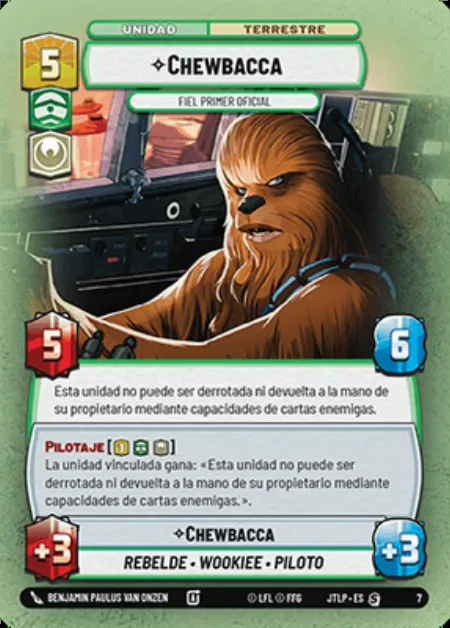 UNIDAD TERRESTRE
5
CHEWBACCA
FIEL PRIMER OFICIAL
5
6
Esta unidad no puede ser derrotada ni devuelta a la mano de
su propietario mediante capacidades de cartas enemigas.
PILOTAJE [3]
La unidad vinculada gana: «Esta unidad no puede ser
derrotada ni devuelta a la mano de su propietario mediante
capacidades de cartas enemigas.».
CHEWBACCA
+3
+3
REBELDE • WOOKIEE • PILOTO
BENJAMIN PAULUS VAN ONZEN
© LFL © FFG
JTLP • ES
S
7